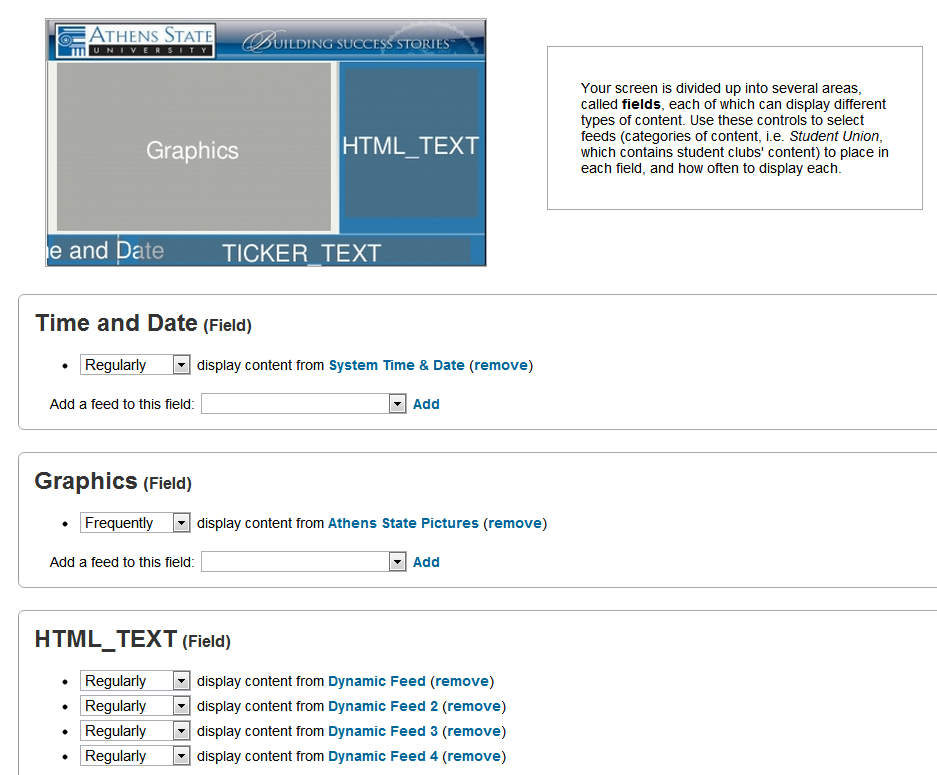 ATHENS STATE
UNIVERSITY
BUILDING SUCCESS STORIES™
Graphics
HTML_TEXT
e and Date
TICKER_TEXT
Your screen is divided up into several areas,
called fields, each of which can display different
types of content. Use these controls to select
feeds (categories of content, i.e. Student Union,
which contains student clubs' content) to place in
each field, and how often to display each.
Time and Date (Field)
• Regularly display content from System Time & Date (remove)
Add a feed to this field: Add
Graphics (Field)
• Frequently display content from Athens State Pictures (remove)
Add a feed to this field: Add
HTML_TEXT (Field)
• Regularly display content from Dynamic Feed (remove)
• Regularly display content from Dynamic Feed 2 (remove)
• Regularly display content from Dynamic Feed 3 (remove)
• Regularly display content from Dynamic Feed 4 (remove)